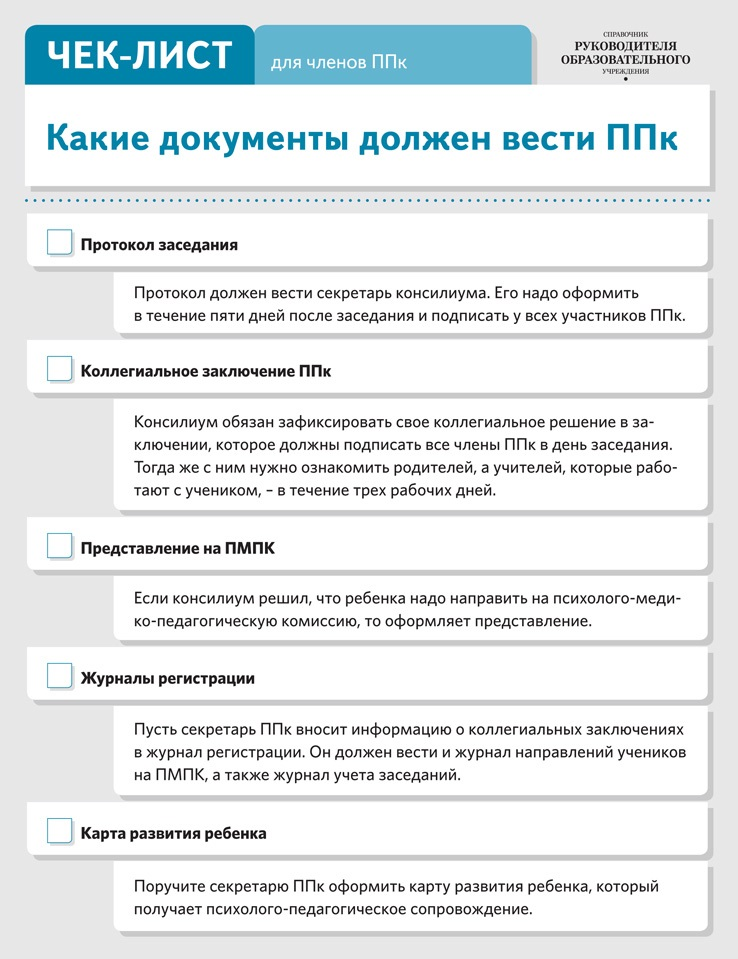 ЧЕК-ЛИСТ
для членов ППк
СПРАВОЧНИК
РУКОВОДИТЕЛЯ
ОБРАЗОВАТЕЛЬНОГО
УЧРЕЖДЕНИЯ
Какие документы должен вести ППк
Протокол заседания
Протокол должен вести секретарь консилиума. Его надо оформить
в течение пяти дней после заседания и подписать у всех участников ППк.
Коллегиальное заключение ППк
Консилиум обязан зафиксировать свое коллегиальное решение в за-
ключении, которое должны подписать все члены ППк в день заседания.
Тогда же с ним нужно ознакомить родителей, а учителей, которые рабо-
тают с учеником, – в течение трех рабочих дней.
Представление на ПМПК
Если консилиум решил, что ребенка надо направить на психолого-меди-
ко-педагогическую комиссию, то оформляет представление.
Журналы регистрации
Пусть секретарь ППк вносит информацию о коллегиальных заключениях
в журнал регистрации. Он должен вести и журнал направлений учеников
на ПМПК, а также журнал учета заседаний.
Карта развития ребенка
Поручите секретарю ППк оформить карту развития ребенка, который
получает психолого-педагогическое сопровождение.